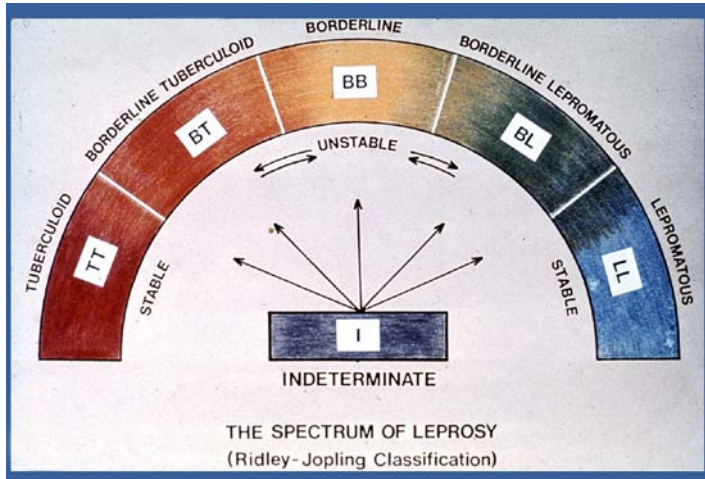 BORDERLINE
BORDERLINE TUBERCULOID
BORDERLINE LEPROMATOUS
BB
BT
BL
UNSTABLE
TUBERCULOID
LEPROMATOUS
TT
STABLE
STABLE
LL
I
INDETERMINATE
THE SPECTRUM OF LEPROSY
(Ridley-Jopling Classification)